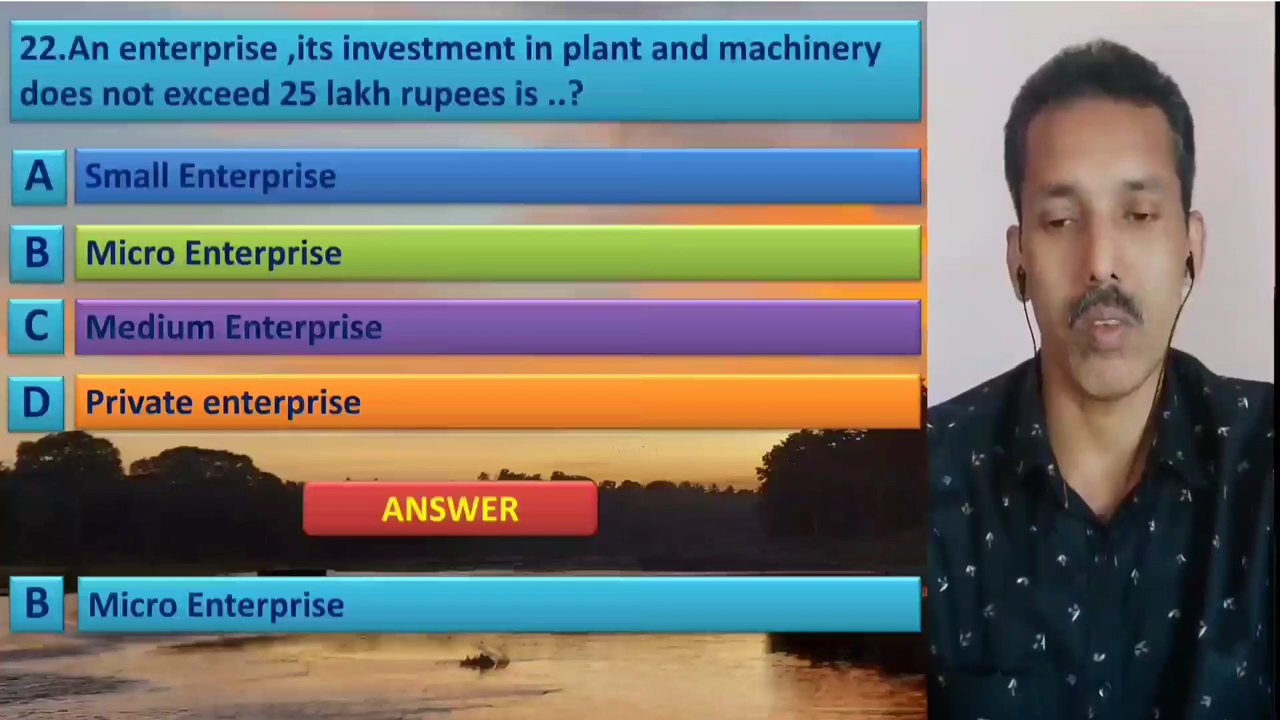 22.An enterprise ,its investment in plant and machinery
does not exceed 25 lakh rupees is ..?
A Small Enterprise
B Micro Enterprise
C Medium Enterprise
D Private enterprise
ANSWER
B Micro Enterprise